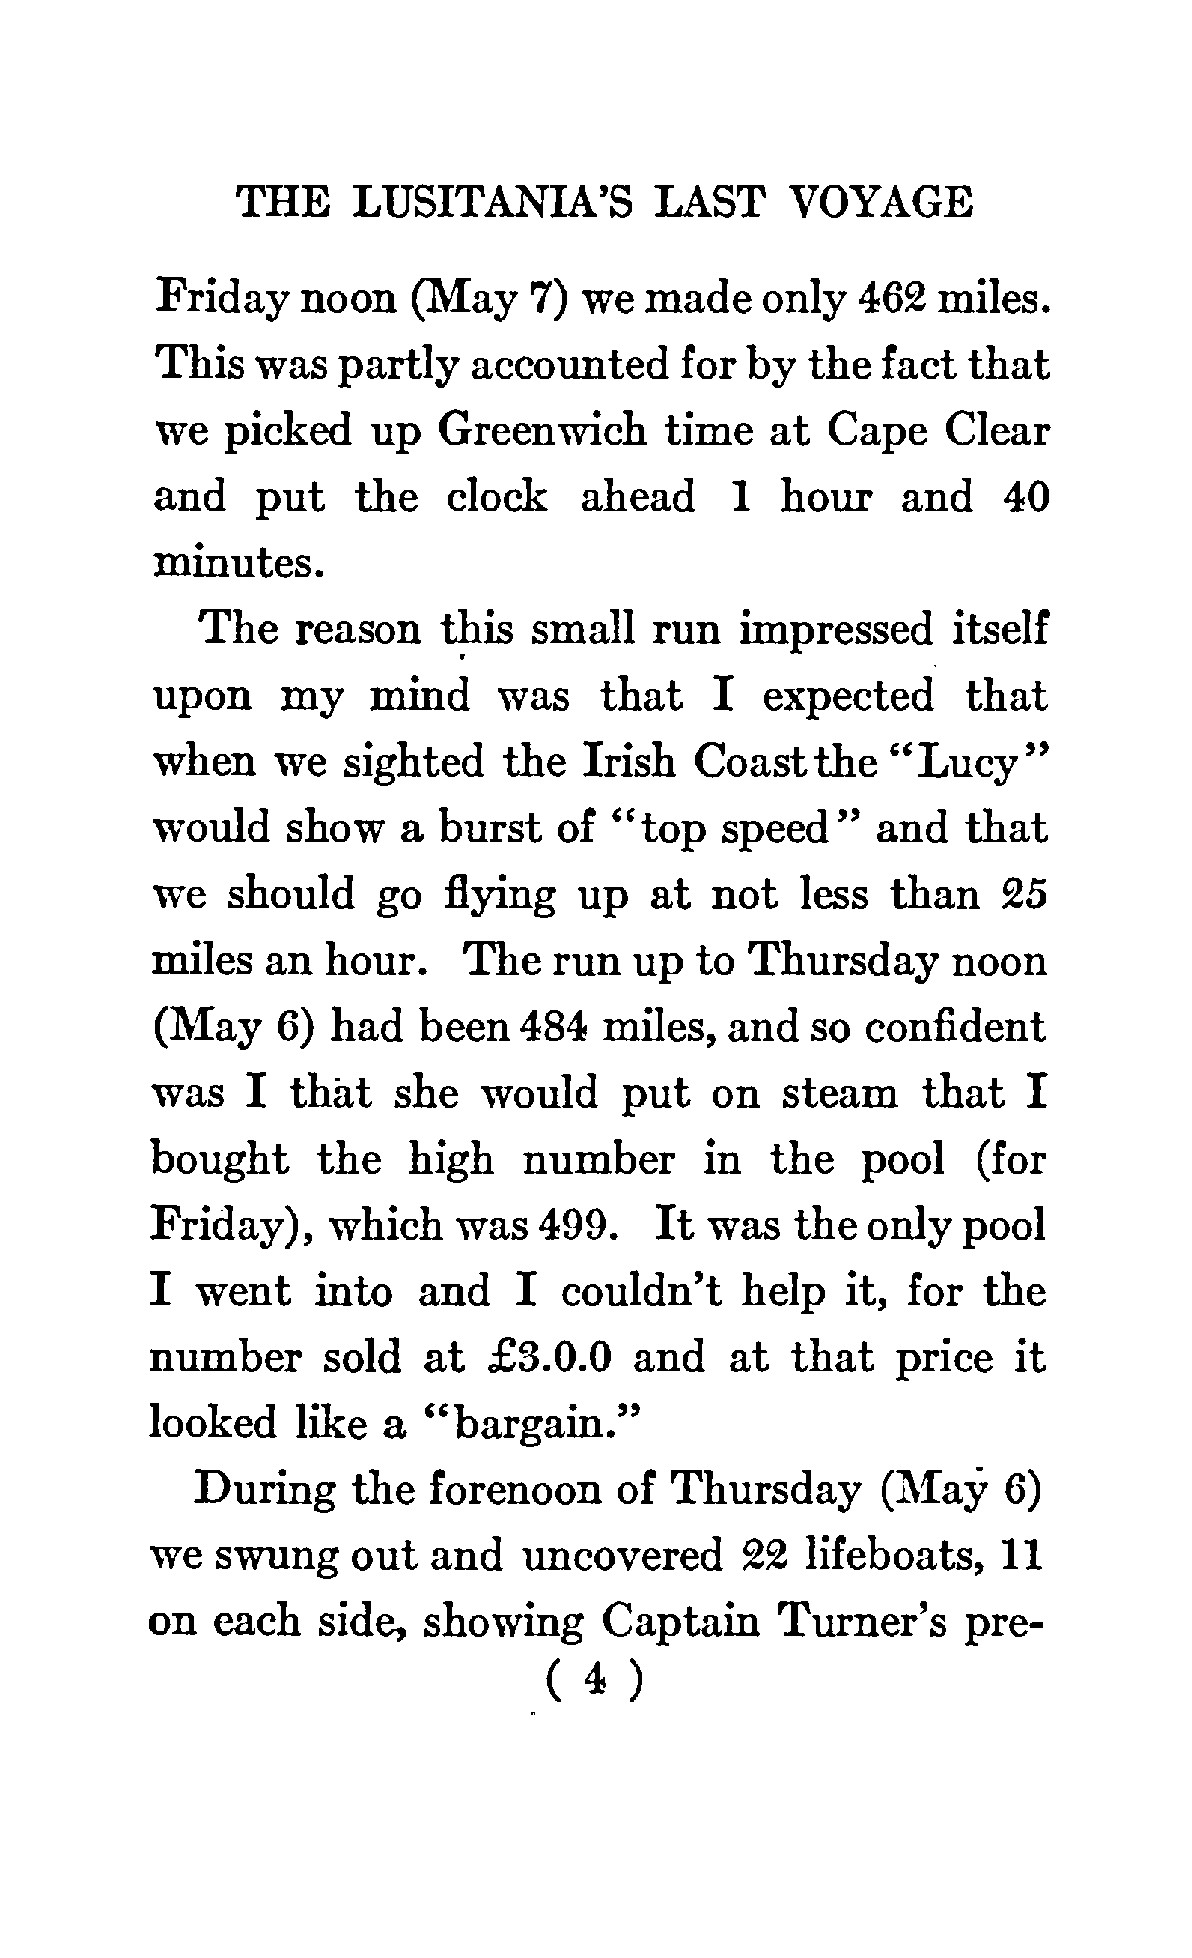 THE LUSITANIA'S LAST VOYAGE
Friday noon (May 7) we made only 462 miles.
This was partly accounted for by the fact that
we picked up Greenwich time at Cape Clear
and put the clock ahead 1 hour and 40
minutes.
The reason this small run impressed itself
upon my mind was that I expected that
when we sighted the Irish Coast the "Lucy"
would show a burst of "top speed" and that
we should go flying up at not less than 25
miles an hour. The run up to Thursday noon
(May 6) had been 484 miles, and so confident
was I that she would put on steam that I
bought the high number in the pool (for
Friday), which was 499. It was the only pool
I went into and I couldn't help it, for the
number sold at £3.0.0 and at that price it
looked like a "bargain."
During the forenoon of Thursday (May 6)
we swung out and uncovered 22 lifeboats, 11
on each side, showing Captain Turner's pre-
( 4 )